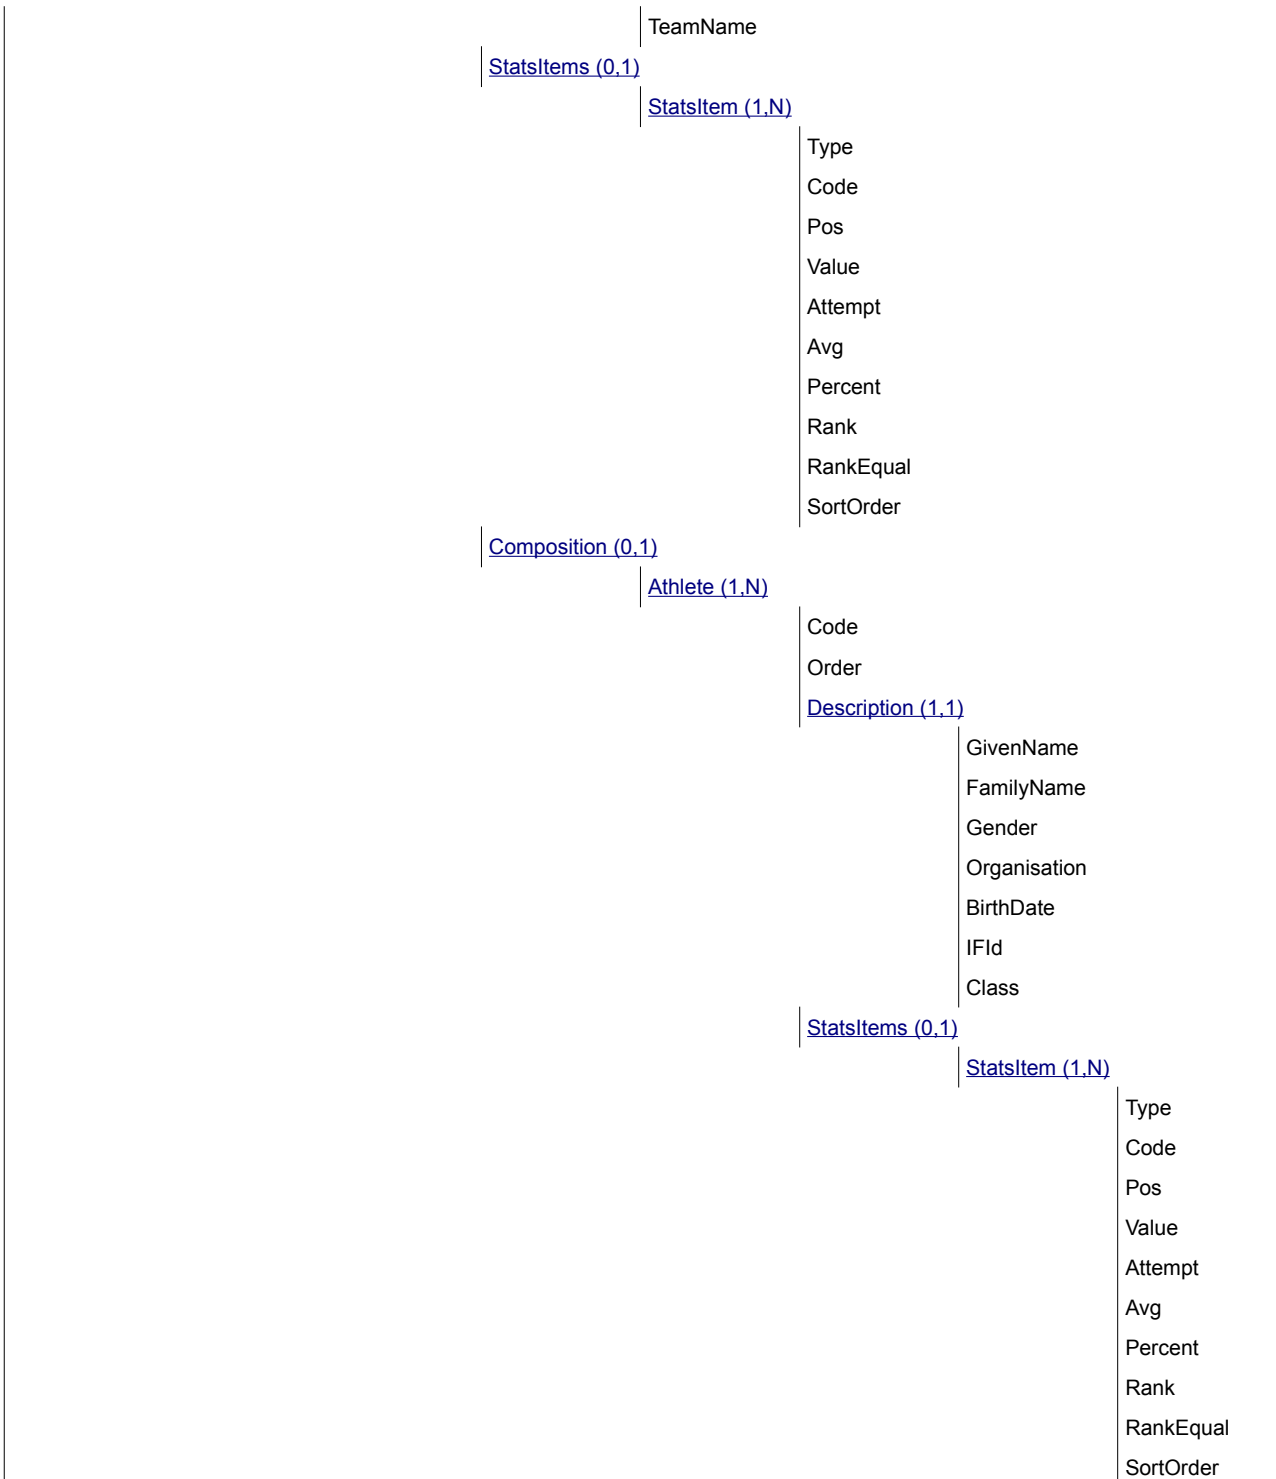 TeamName
StatsItems (0,1)
StatsItem (1,N)
Type
Code
Pos
Value
Attempt
Avg
Percent
Rank
RankEqual
SortOrder
Composition (0,1)
Athlete (1,N)
Code
Order
Description (1,1)
GivenName
FamilyName
Gender
Organisation
BirthDate
IFId
Class
StatsItems (0,1)
StatsItem (1,N)
Type
Code
Pos
Value
Attempt
Avg
Percent
Rank
RankEqual
SortOrder